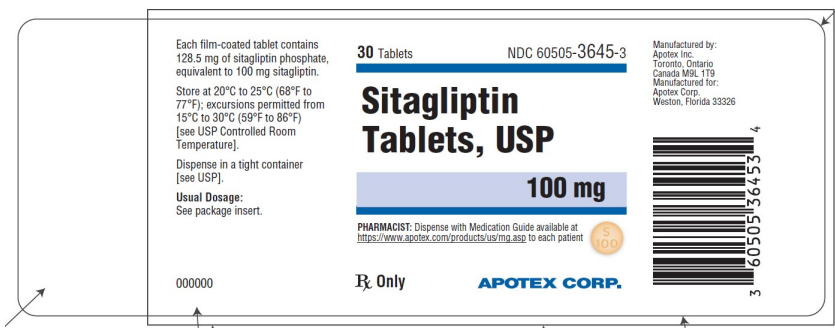 Each film-coated tablet contains
128.5 mg of sitagliptin phosphate,
equivalent to 100 mg sitagliptin.
Store at 20°C to 25°C (68°F to
77°F); excursions permitted from
15°C to 30°C (59°F to 86°F)
[see USP Controlled Room
Temperature].
Dispense in a tight container
[see USP].
Usual Dosage:
See package insert.
000000
30 Tablets NDC 60505-3645-3
Sitagliptin
Tablets, USP
100 mg
PHARMACIST: Dispense with Medication Guide available at
https://www.apotex.com/products/us/mg.asp to each patient
S
100
Rx Only
APOTEX CORP.
Manufactured by:
Apotex Inc.
Toronto, Ontario
Canada M9L 1T9
Manufactured for:
Apotex Corp.
Weston, Florida 33326
3 60505 36453 4
3